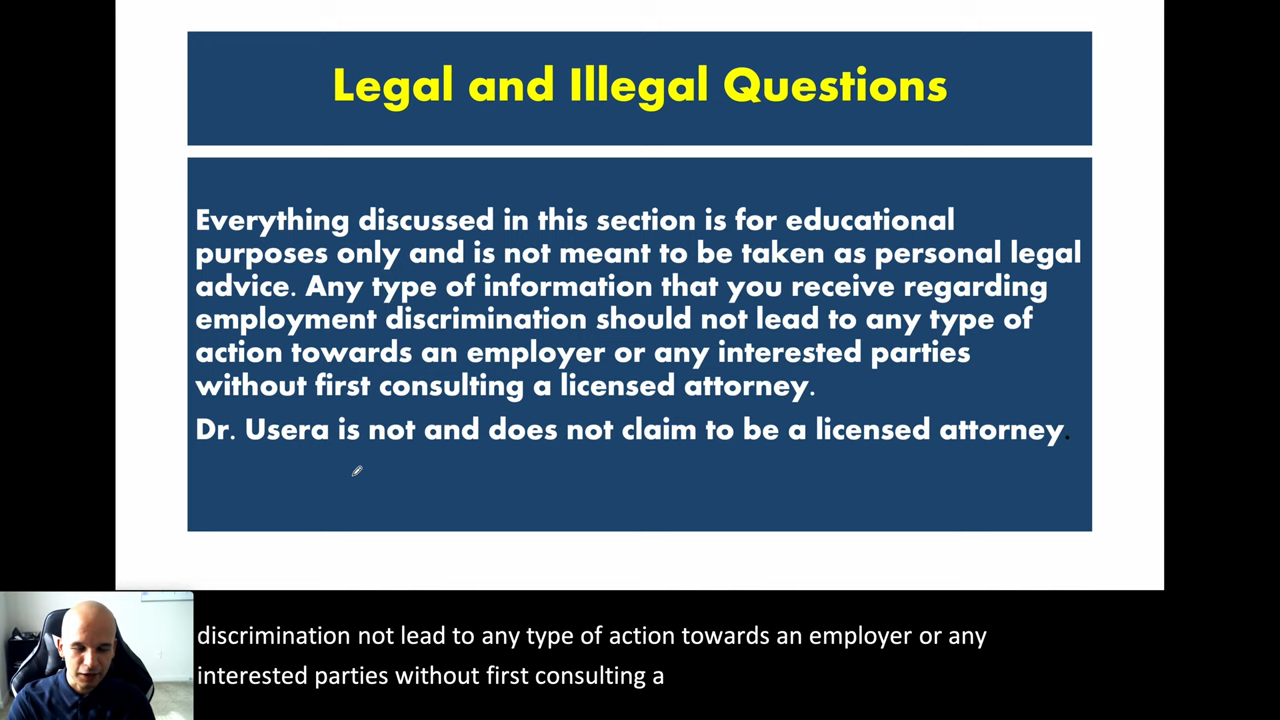 Legal and Illegal Questions
Everything discussed in this section is for educational
purposes only and is not meant to be taken as personal legal
advice. Any type of information that you receive regarding
employment discrimination should not lead to any type of
action towards an employer or any interested parties
without first consulting a licensed attorney.
Dr. Usera is not and does not claim to be a licensed attorney.
discrimination not lead to any type of action towards an employer or any
interested parties without first consulting a